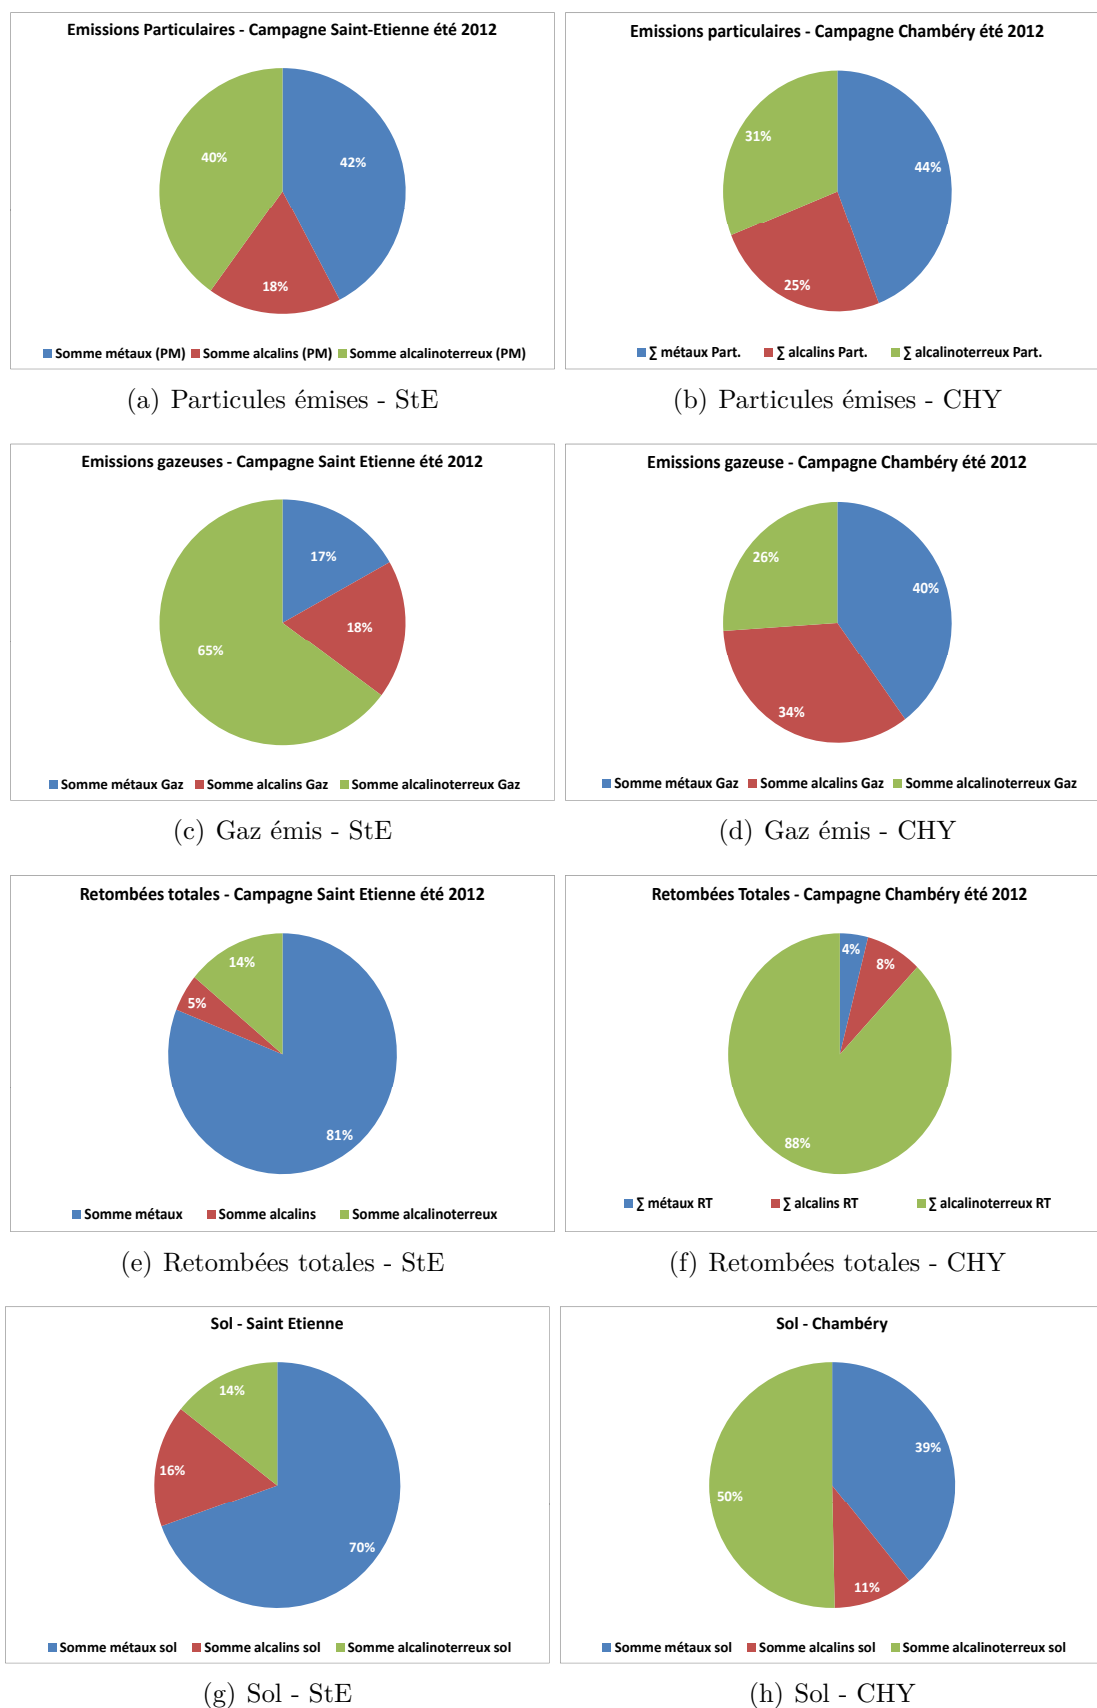 Emissions Particulaires - Campagne Saint-Etienne été 2012
40%
42%
18%
Somme métaux (PM) Somme alcalins (PM) Somme alcalinoterreux (PM)
(a) Particules émises - StE
Emissions particulaires - Campagne Chambéry été 2012
31%
44%
25%
∑ métaux Part. ∑ alcalins Part. ∑ alcalinoterreux Part.
(b) Particules émises - CHY
Emissions gazeuses - Campagne Saint Etienne été 2012
17%
18%
65%
Somme métaux Gaz Somme alcalins Gaz Somme alcalinoterreux Gaz
(c) Gaz émis - StE
Emissions gazeuse - Campagne Chambéry été 2012
26%
40%
34%
Somme métaux Gaz Somme alcalins Gaz Somme alcalinoterreux Gaz
(d) Gaz émis - CHY
Retombées totales - Campagne Saint Etienne été 2012
14%
5%
81%
Somme métaux Somme alcalins Somme alcalinoterreux
(e) Retombées totales - StE
Retombées Totales - Campagne Chambéry été 2012
4%
8%
88%
∑ métaux RT ∑ alcalins RT ∑ alcalinoterreux RT
(f) Retombées totales - CHY
Sol - Saint Etienne
14%
16%
70%
Somme métaux sol Somme alcalins sol Somme alcalinoterreux sol
(g) Sol - StE
Sol - Chambéry
39%
50%
11%
Somme métaux sol Somme alcalins sol Somme alcalinoterreux sol
(h) Sol - CHY